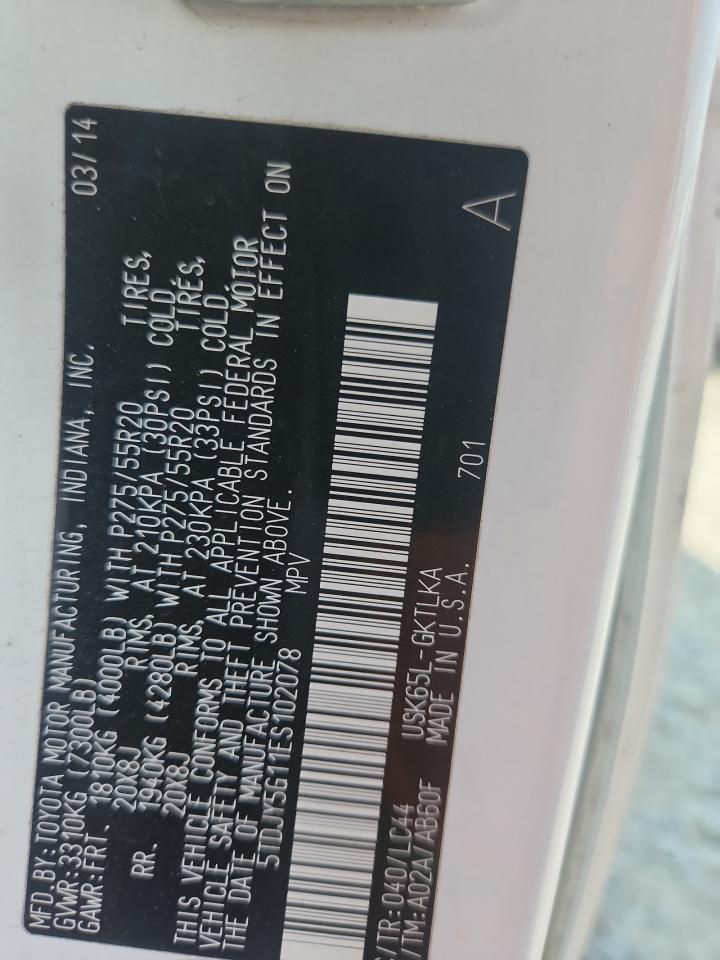 MFD.BY:TOYOTA MOTOR MANUFACTURING, INDIANA, INC. 03/14
GVWR:3310KG (7300LB)
GAWR:FRT. 1810KG (4000LB) WITH P275/55R20 TIRES,
20X8J RIMS, AT 210KPA (30PSI) COLD.
RR. 1940KG (4280LB) WITH P275/55R20 TIRES,
20X8J RIMS, AT 230KPA (33PSI) COLD.
THIS VEHICLE CONFORMS TO ALL APPLICABLE FEDERAL MOTOR
VEHICLE SAFETY AND THEFT PREVENTION STANDARDS IN EFFECT ON
THE DATE OF MANUFACTURE SHOWN ABOVE.
5TDJY5G11ES102078 MPV
/TR:040/LC44 USK65L-GKTLKA 701 A
/TM:A02A/AB60F MADE IN U.S.A.